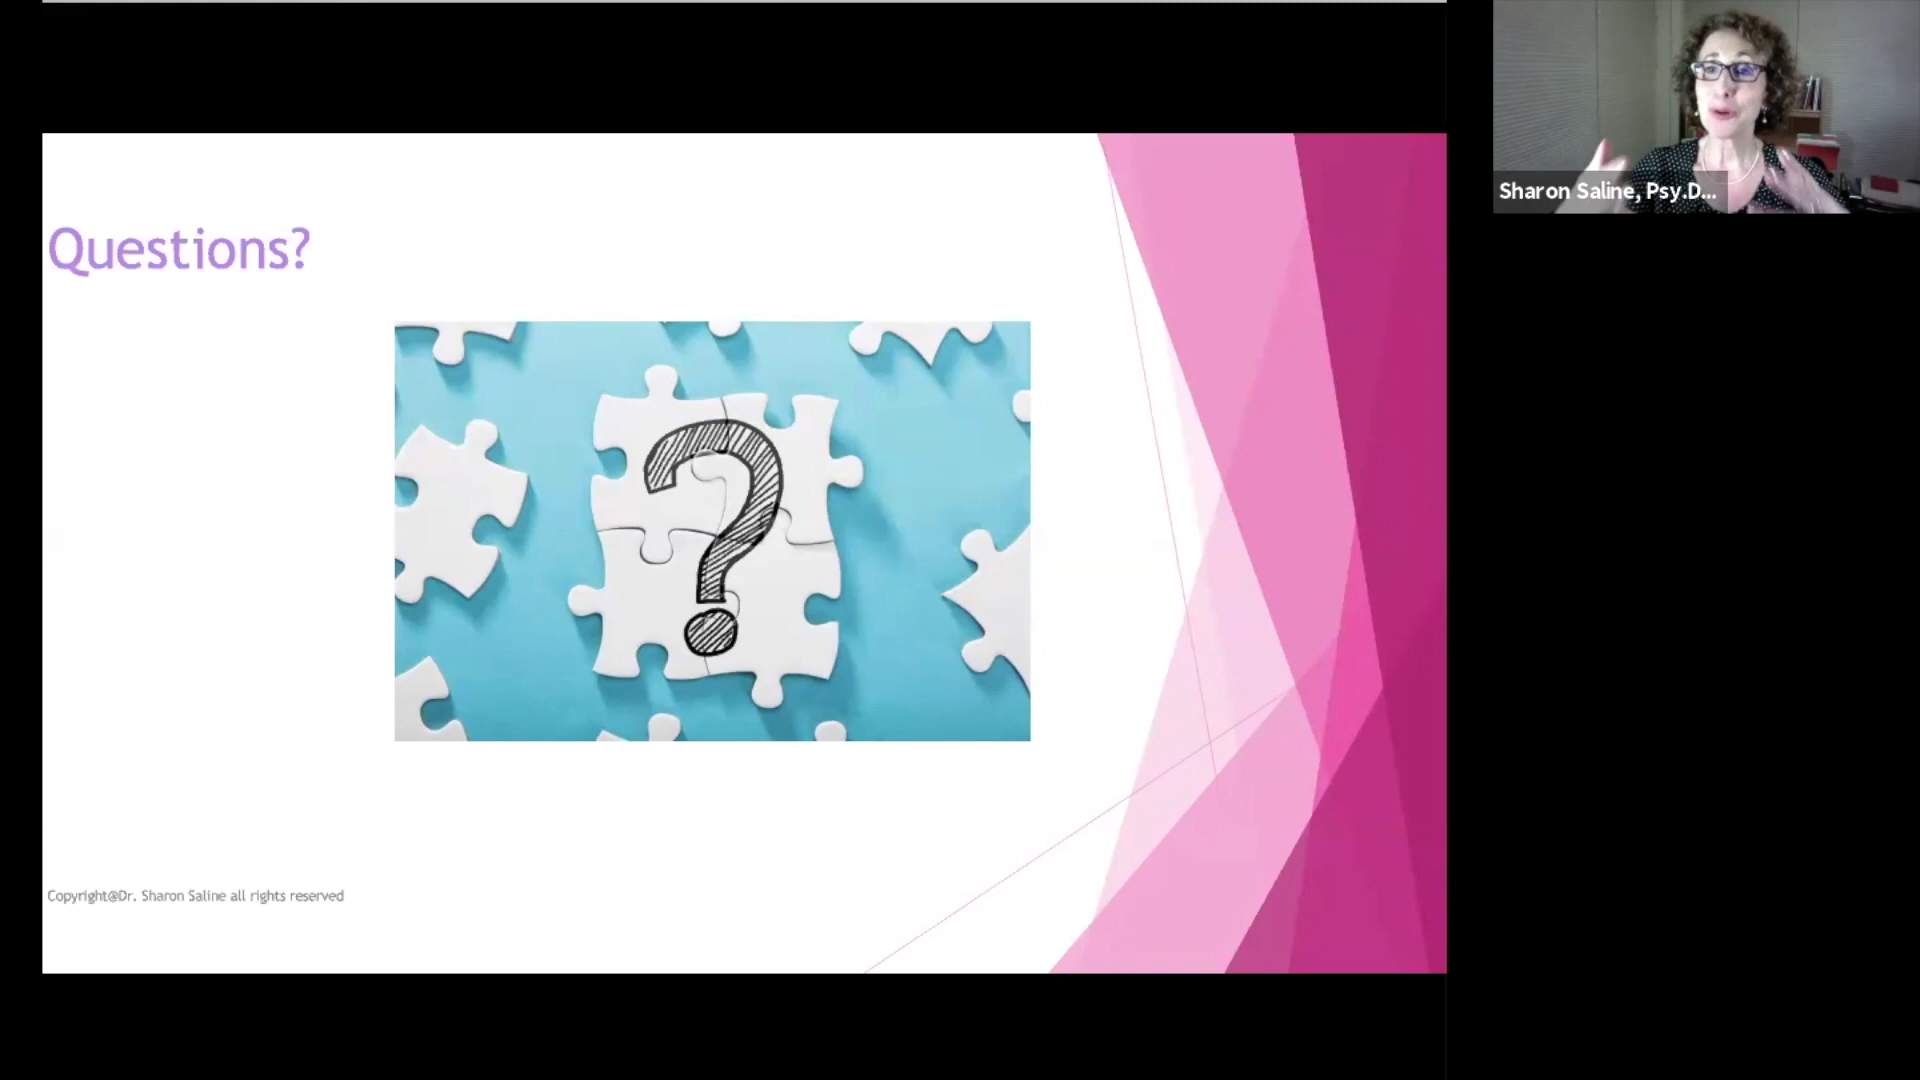 Questions?
?
Copyright@Dr. Sharon Saline all rights reserved
Sharon Saline, Psy.D...